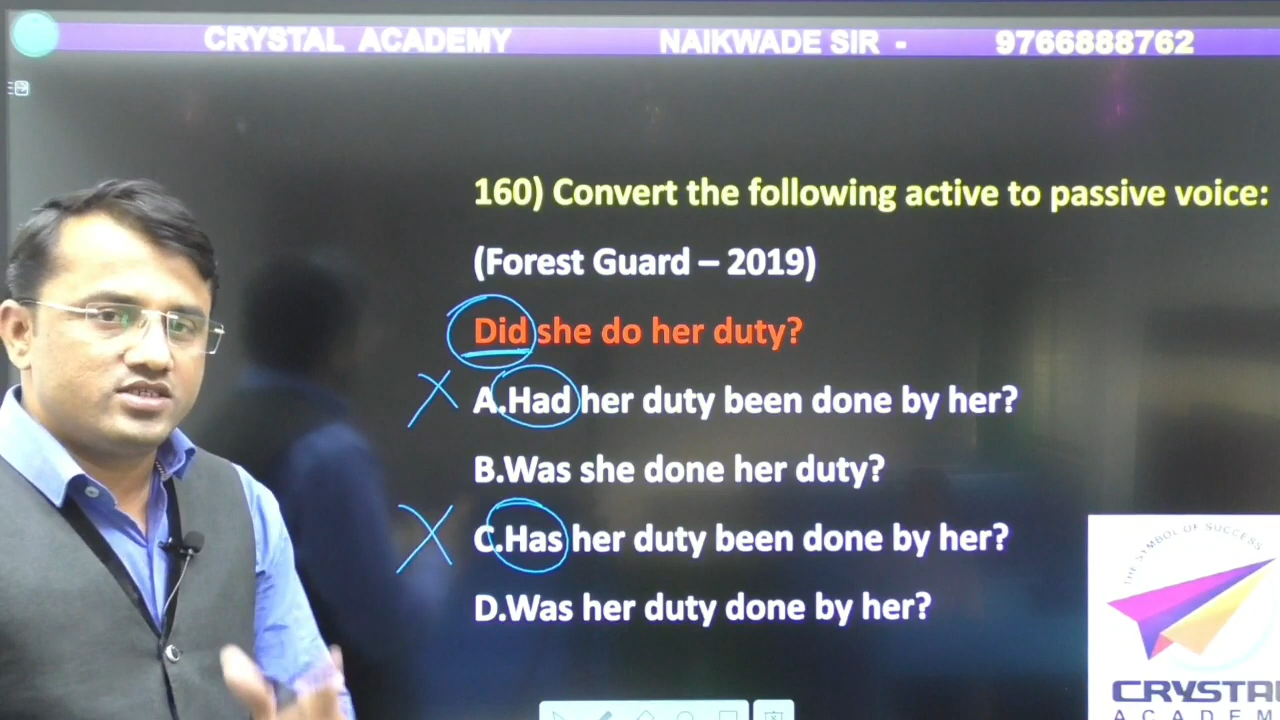 CRYSTAL ACADEMY NAIKWADE SIR - 9766888762
160) Convert the following active to passive voice:
(Forest Guard – 2019)
Did she do her duty?
A.Had her duty been done by her?
B.Was she done her duty?
C.Has her duty been done by her?
D.Was her duty done by her?
THE SYMBOL OF SUCCESS
CRYSTAL
ACADEM